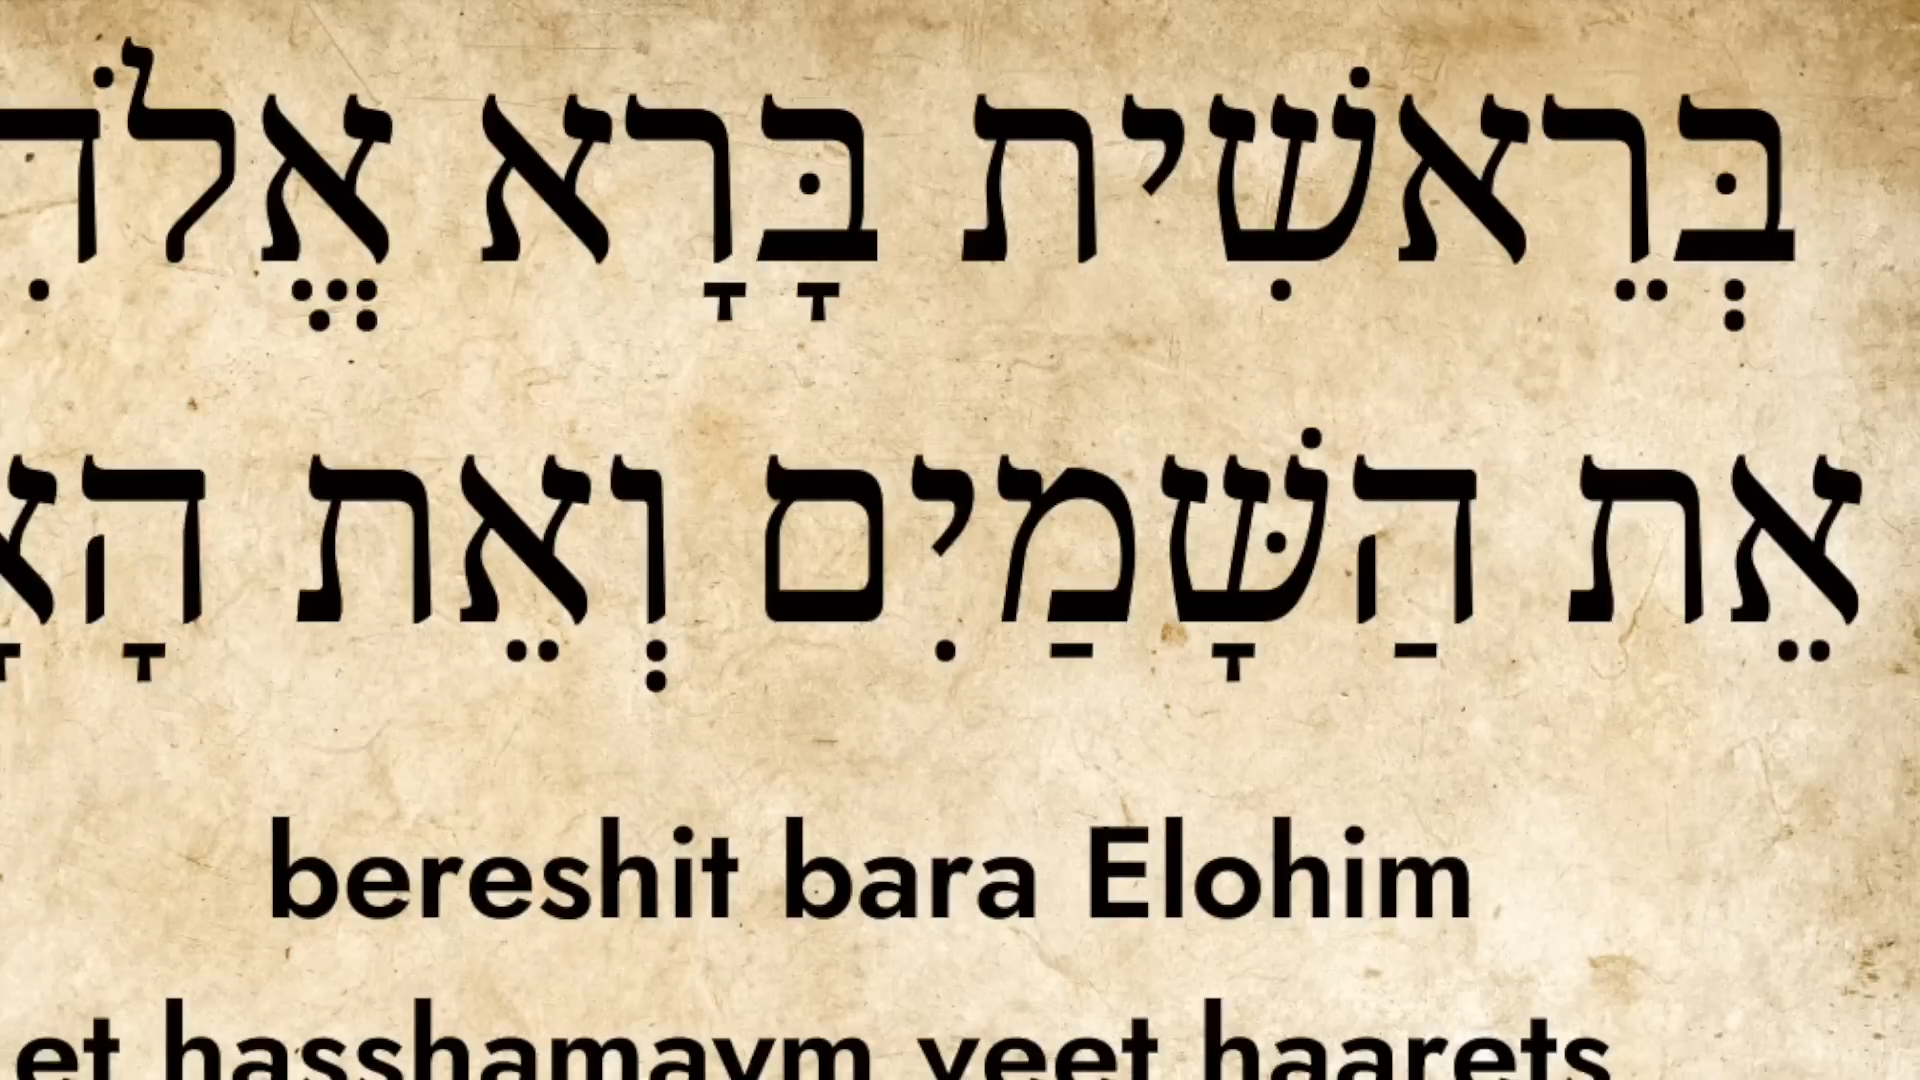 בְּרֵאשִׁית בָּרָא אֱלֹהִ
אֵת הַשָּׁמַיִם וְאֵת הָאָ
bereshit bara Elohim
et hasshamaym veet haarets